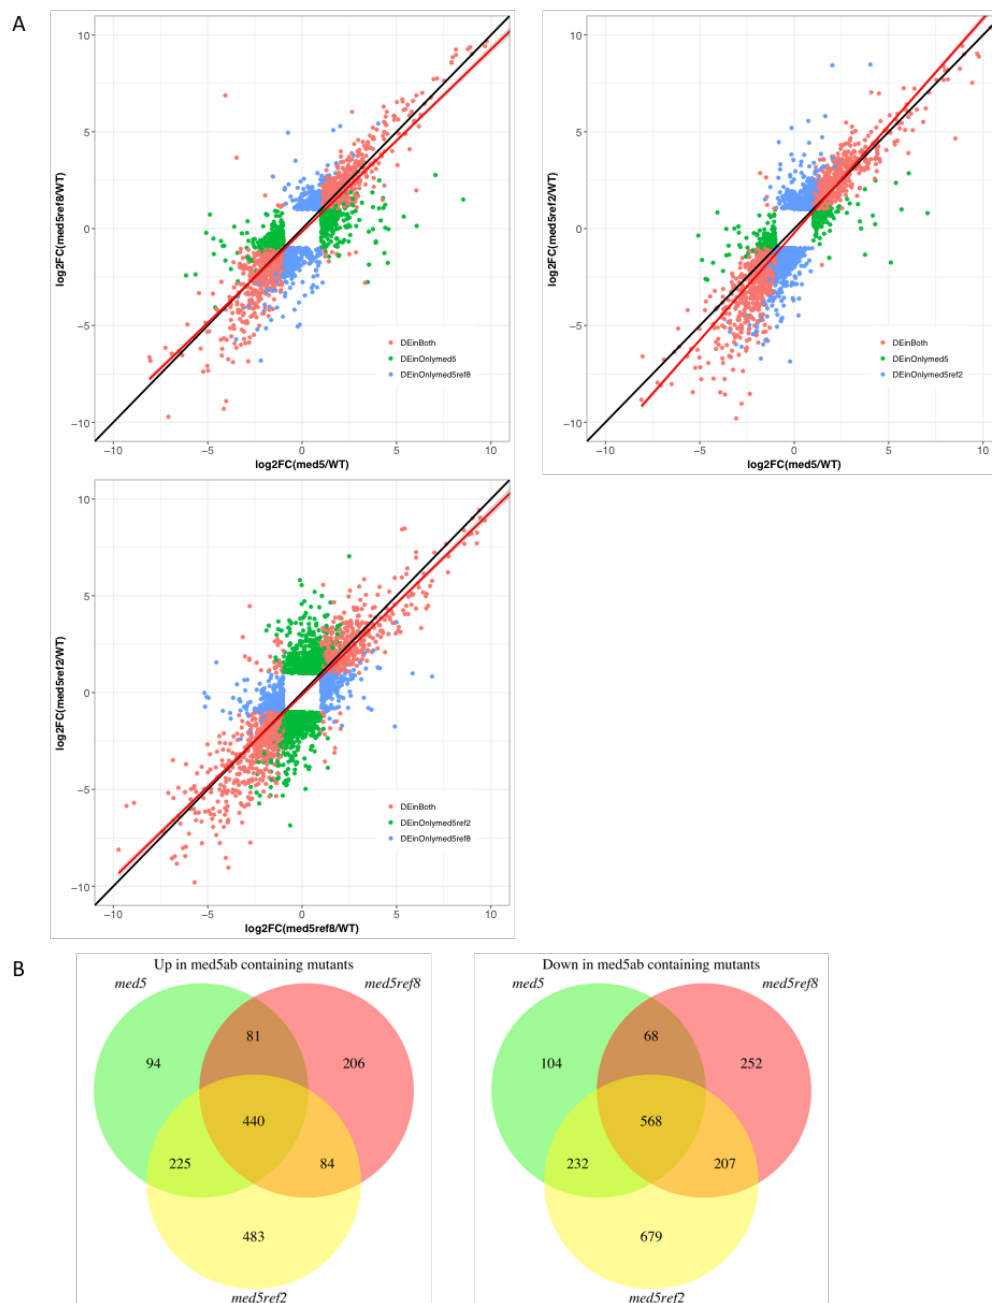 A
10
5
0
−5
−10
−10
−5
0
5
10
log2FC(med5ref8/WT)
log2FC(med5/WT)
DEinBoth
DEinOnlymed5
DEinOnlymed5ref8
10
5
0
−5
−10
−10
−5
0
5
10
log2FC(med5ref2/WT)
log2FC(med5/WT)
DEinBoth
DEinOnlymed5
DEinOnlymed5ref2
10
5
0
−5
−10
−10
−5
0
5
10
log2FC(med5ref2/WT)
log2FC(med5ref8/WT)
DEinBoth
DEinOnlymed5ref2
DEinOnlymed5ref8
B
Up in med5ab containing mutants
med5
med5ref8
81
94
206
440
225
84
483
med5ref2
Down in med5ab containing mutants
med5
med5ref8
68
104
252
568
232
207
679
med5ref2